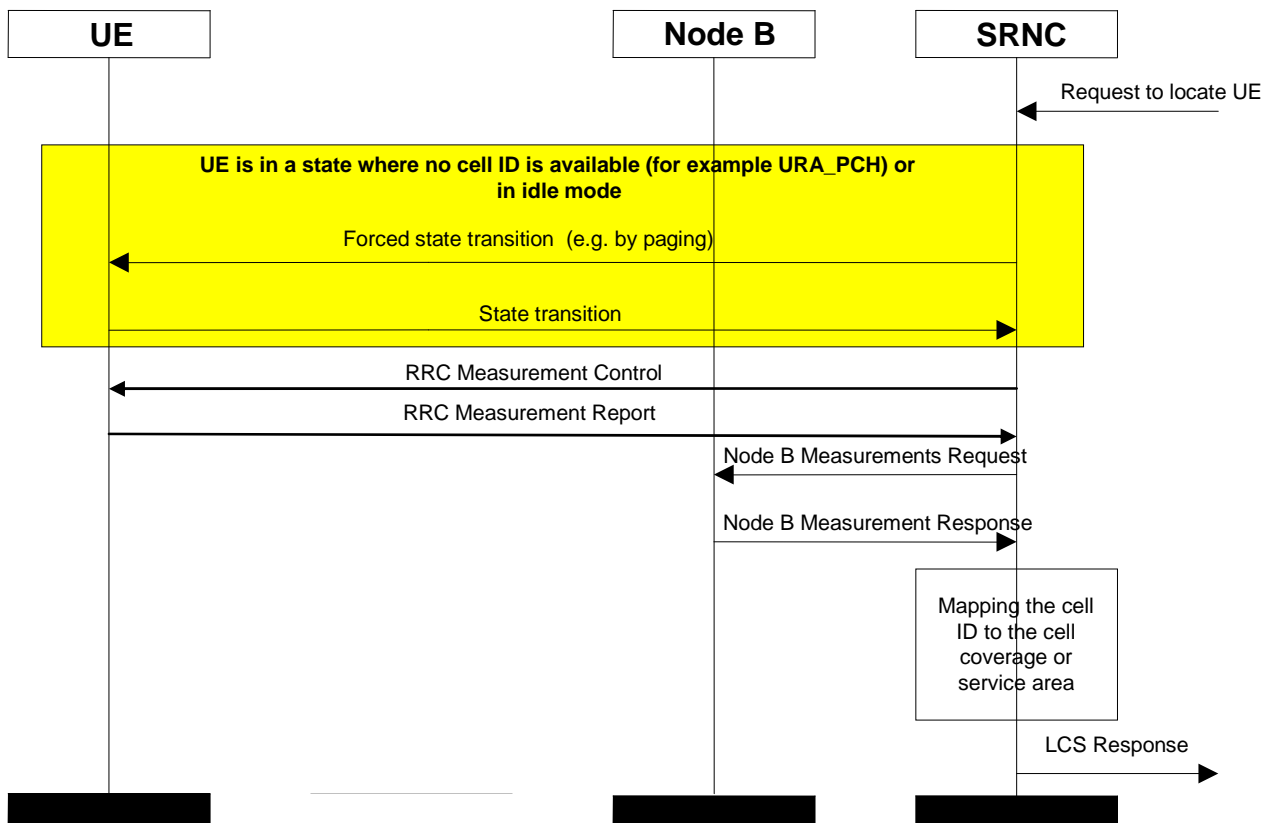 UE
Node B
SRNC
Request to locate UE
UE is in a state where no cell ID is available (for example URA_PCH) or
in idle mode
Forced state transition (e.g. by paging)
State transition
RRC Measurement Control
RRC Measurement Report
Node B Measurements Request
Node B Measurement Response
Mapping the cell
ID to the cell
coverage or
service area
LCS Response